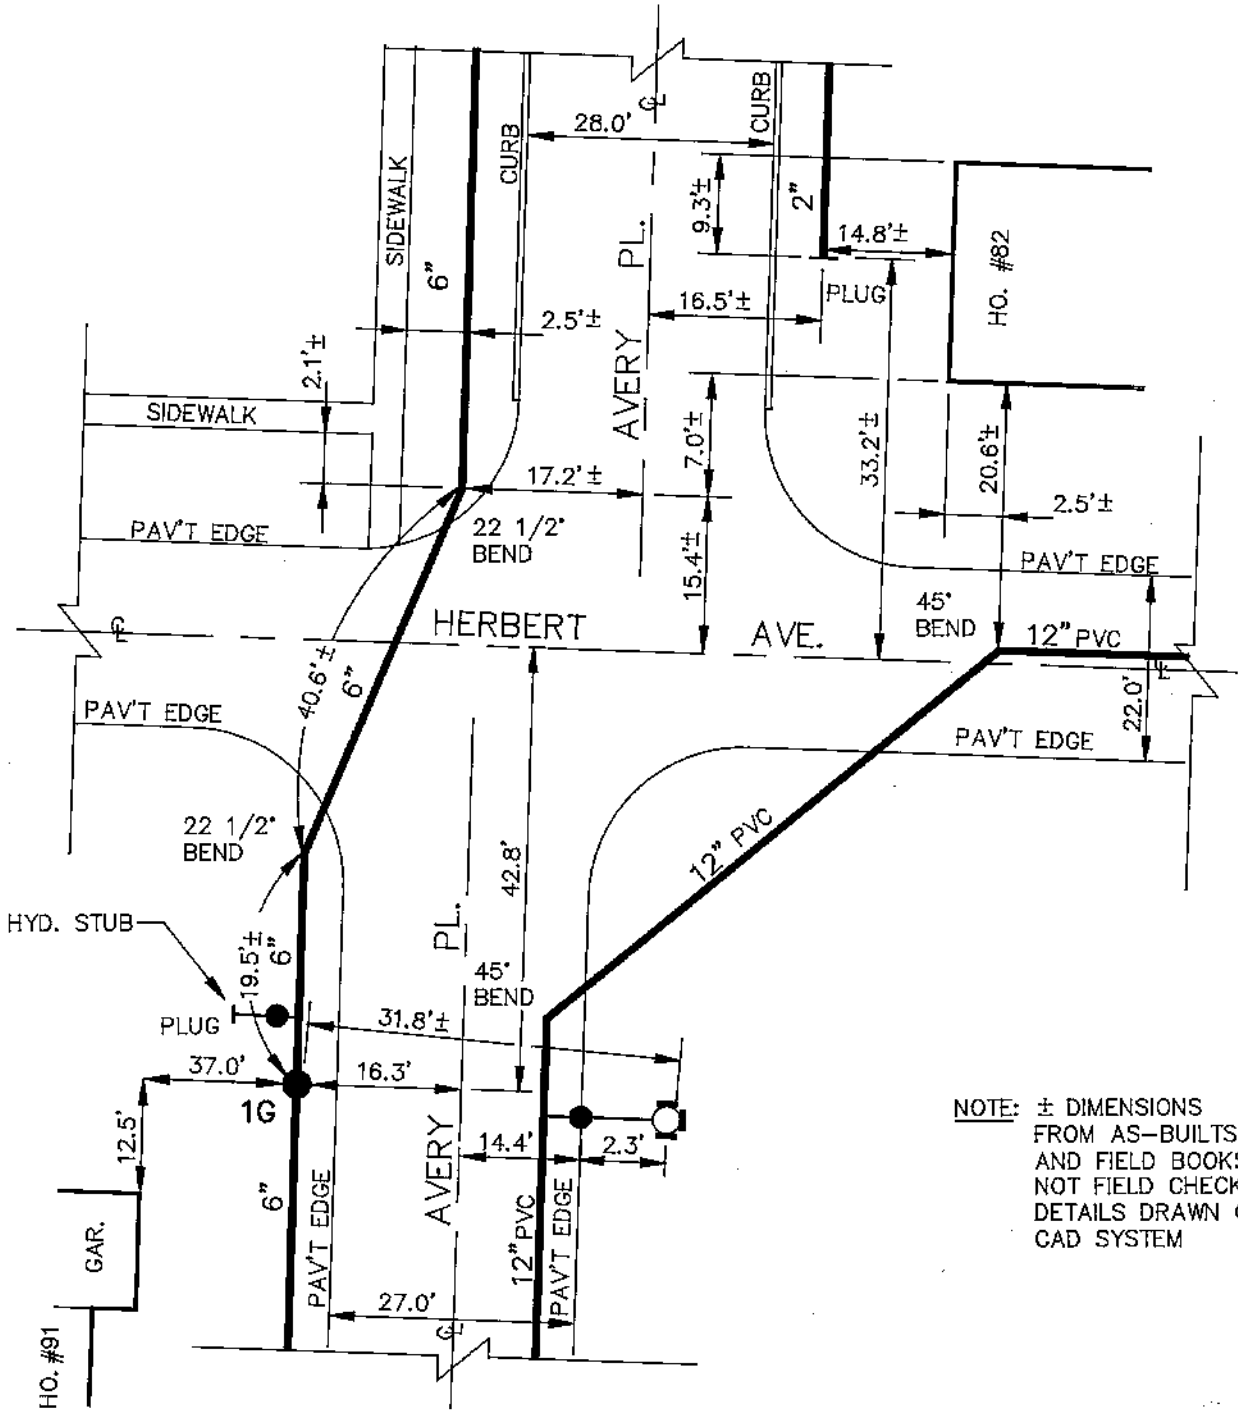 SIDEWALK
6"
CURB
28.0'
℄
CURB
9.3'±
2"
14.8'±
HO. #82
PL.
16.5'±
PLUG
2.5'±
2.1'±
AVERY
SIDEWALK
7.0'±
33.2'±
20.6'±
17.2'±
2.5'±
PAV'T EDGE
22 1/2°
BEND
15.4'±
PAV'T EDGE
℄
HERBERT
AVE.
45°
BEND
12" PVC
℄
40.6'±
6"
22.0'
PAV'T EDGE
PAV'T EDGE
22 1/2°
BEND
42.8'
12" PVC
HYD. STUB
19.5'±
6"
PL.
45°
BEND
PLUG
31.8'±
37.0'
16.3'
1G
12.5'
14.4'
2.3'
AVERY
NOTE: ± DIMENSIONS
FROM AS-BUILTS
AND FIELD BOOKS
NOT FIELD CHECK
DETAILS DRAWN
CAD SYSTEM
6"
PAV'T EDGE
12" PVC
PAV'T EDGE
GAR.
27.0'
℄
HO. #91